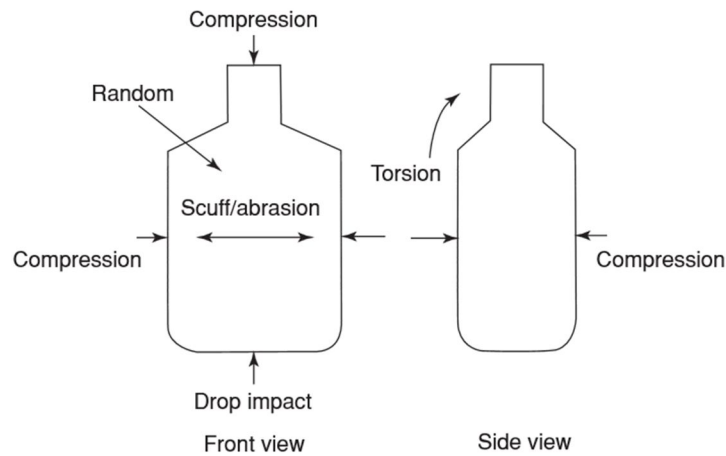 Compression
Random
Torsion
Scuff/abrasion
Compression
Compression
Drop impact
Front view
Side view